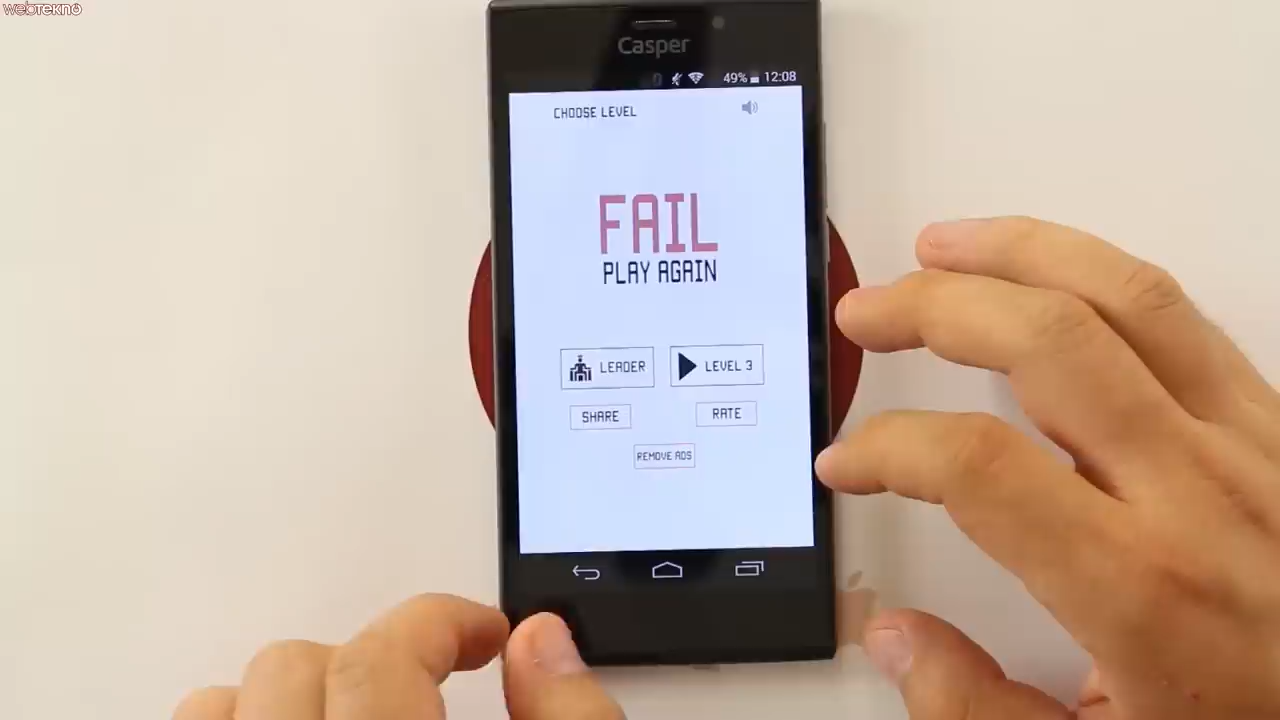 webtekno
Casper
49% 12:08
CHOOSE LEVEL
FAIL
PLAY AGAIN
LEADER
LEVEL 3
SHARE
RATE
REMOVE ADS